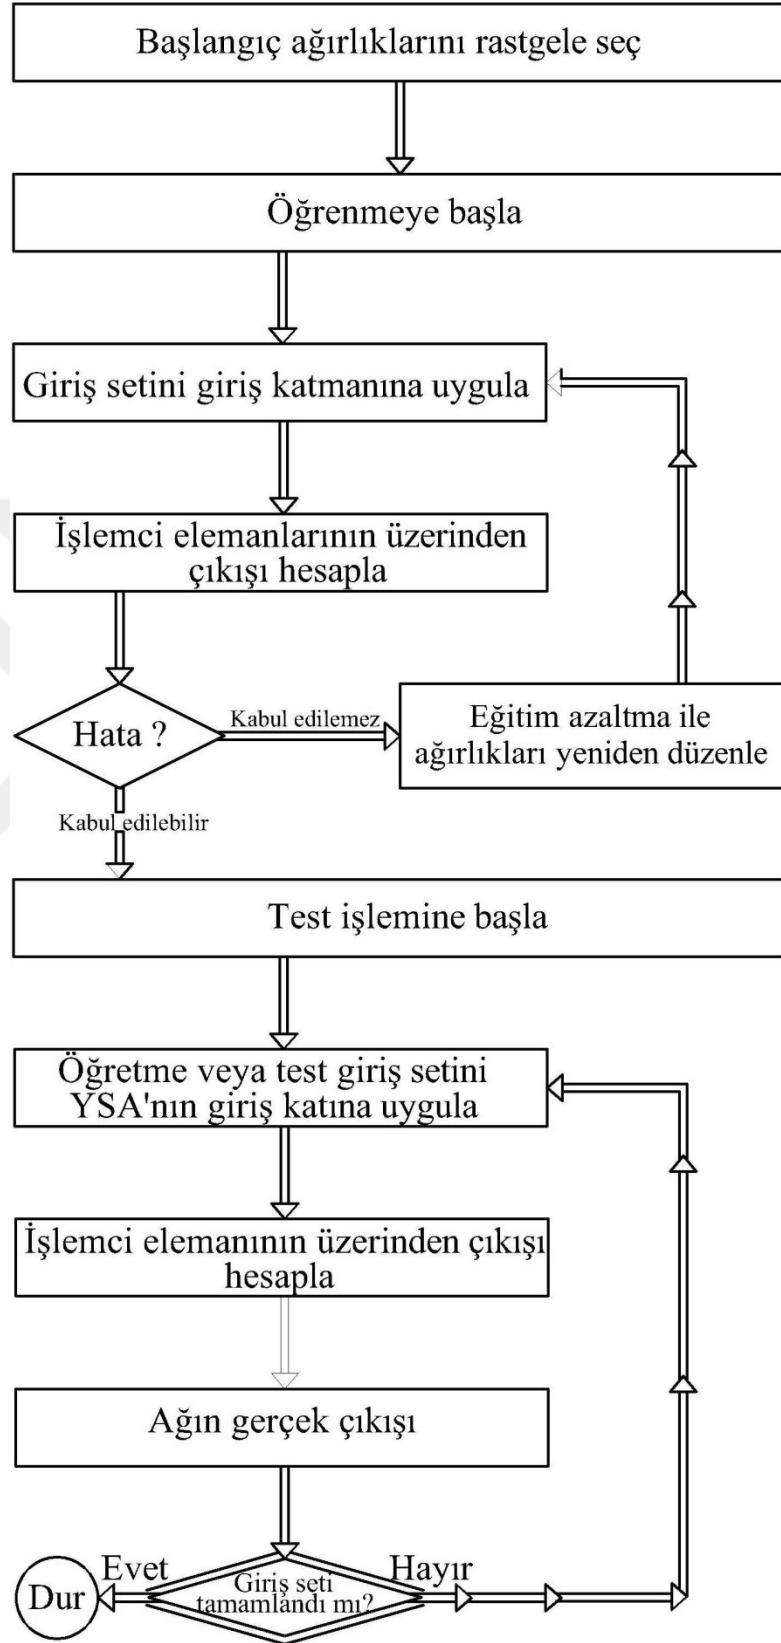 Başlangıç ağırlıklarını rastgele seç
Öğrenmeye başla
Giriş setini giriş katmanına uygula
İşlemci elemanlarının üzerinden
çıkışı hesapla
Hata ?
Kabul edilemez
Eğitim azaltma ile
ağırlıkları yeniden düzenle
Kabul edilebilir
Test işlemine başla
Öğretme veya test giriş setini
YSA'nın giriş katına uygula
İşlemci elemanının üzerinden çıkışı
hesapla
Ağın gerçek çıkışı
Evet
Hayır
Dur
Giriş seti
tamamlandı mı?